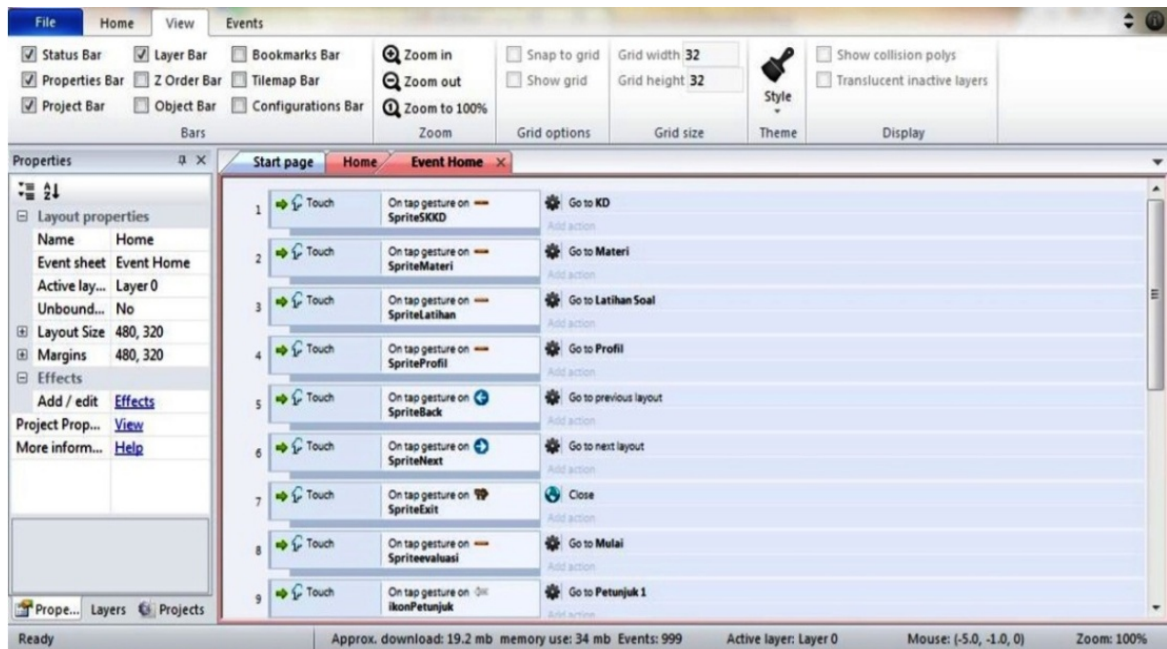 File Home View Events
Status Bar Layer Bar Bookmarks Bar Zoom in Snap to grid Grid width 32 Show collision polys
Properties Bar Z Order Bar Tilemap Bar Zoom out Show grid Grid height 32 Translucent inactive layers
Project Bar Object Bar Configurations Bar Zoom to 100% Style
Bars Zoom Grid options Grid size Theme Display
Properties
Start page Home Event Home
Layout properties
Name Home
Event sheet Event Home
Active lay... Layer 0
Unbound... No
Layout Size 480, 320
Margins 480, 320
Effects
Add / edit Effects
Project Prop... View
More inform... Help
1 Touch On tap gesture on Go to KD
SpriteSKKD
Add action
2 Touch On tap gesture on Go to Materi
SpriteMateri
Add action
3 Touch On tap gesture on Go to Latihan Soal
SpriteLatihan
Add action
4 Touch On tap gesture on Go to Profil
SpriteProfil
Add action
5 Touch On tap gesture on Go to previous layout
SpriteBack
Add action
6 Touch On tap gesture on Go to next layout
SpriteNext
Add action
7 Touch On tap gesture on Close
SpriteExit
Add action
8 Touch On tap gesture on Go to Mulai
Spriteevaluasi
Add action
9 Touch On tap gesture on Go to Petunjuk 1
ikonPetunjuk
Add action
Prope... Layers Projects
Ready Approx. download: 19.2 mb memory use: 34 mb Events: 999 Active layer: Layer 0 Mouse: (-5.0, -1.0, 0) Zoom: 100%